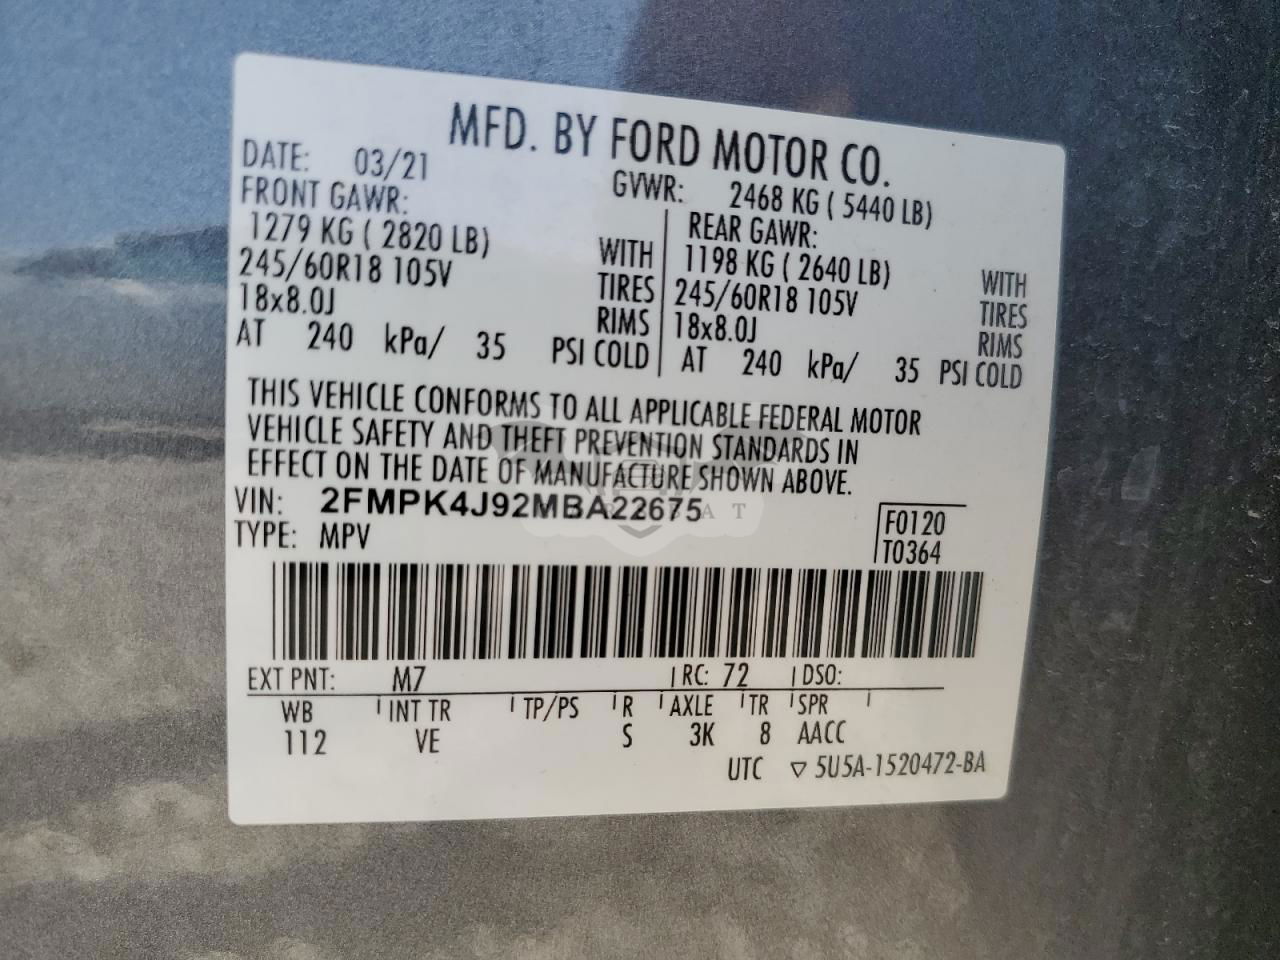 MFD. BY FORD MOTOR CO.
DATE: 03/21
GVWR: 2468 KG ( 5440 LB)
FRONT GAWR:
1279 KG ( 2820 LB) WITH
245/60R18 105V TIRES
18x8.0J RIMS
AT 240 kPa/ 35 PSI COLD
REAR GAWR:
1198 KG ( 2640 LB) WITH
245/60R18 105V TIRES
18x8.0J RIMS
AT 240 kPa/ 35 PSI COLD
THIS VEHICLE CONFORMS TO ALL APPLICABLE FEDERAL MOTOR
VEHICLE SAFETY AND THEFT PREVENTION STANDARDS IN
EFFECT ON THE DATE OF MANUFACTURE SHOWN ABOVE.
VIN: 2FMPK4J92MBA22675
TYPE: MPV
F0120
T0364
EXT PNT: M7 RC: 72 DSO:
WB INT TR TP/PS R AXLE TR SPR
112 VE S 3K 8 AACC
UTC ▽ 5U5A-1520472-BA